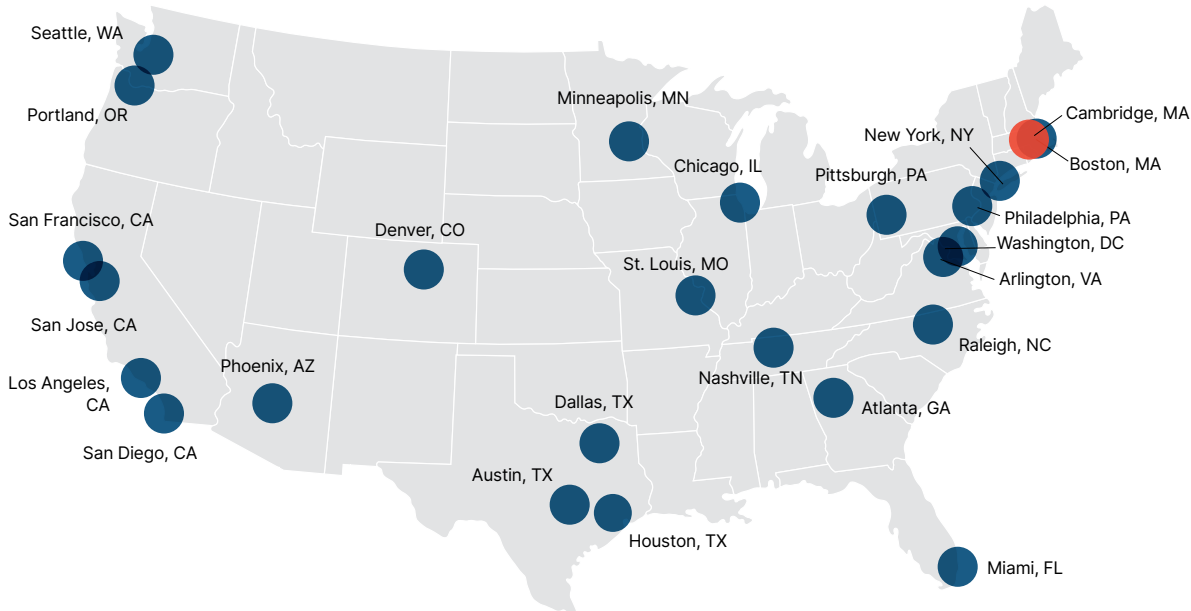 Seattle, WA
Portland, OR
Minneapolis, MN
Cambridge, MA
New York, NY
Boston, MA
Chicago, IL
Pittsburgh, PA
San Francisco, CA
Denver, CO
Philadelphia, PA
Washington, DC
St. Louis, MO
Arlington, VA
San Jose, CA
Raleigh, NC
Phoenix, AZ
Nashville, TN
Los Angeles,
CA
Dallas, TX
Atlanta, GA
San Diego, CA
Austin, TX
Houston, TX
Miami, FL